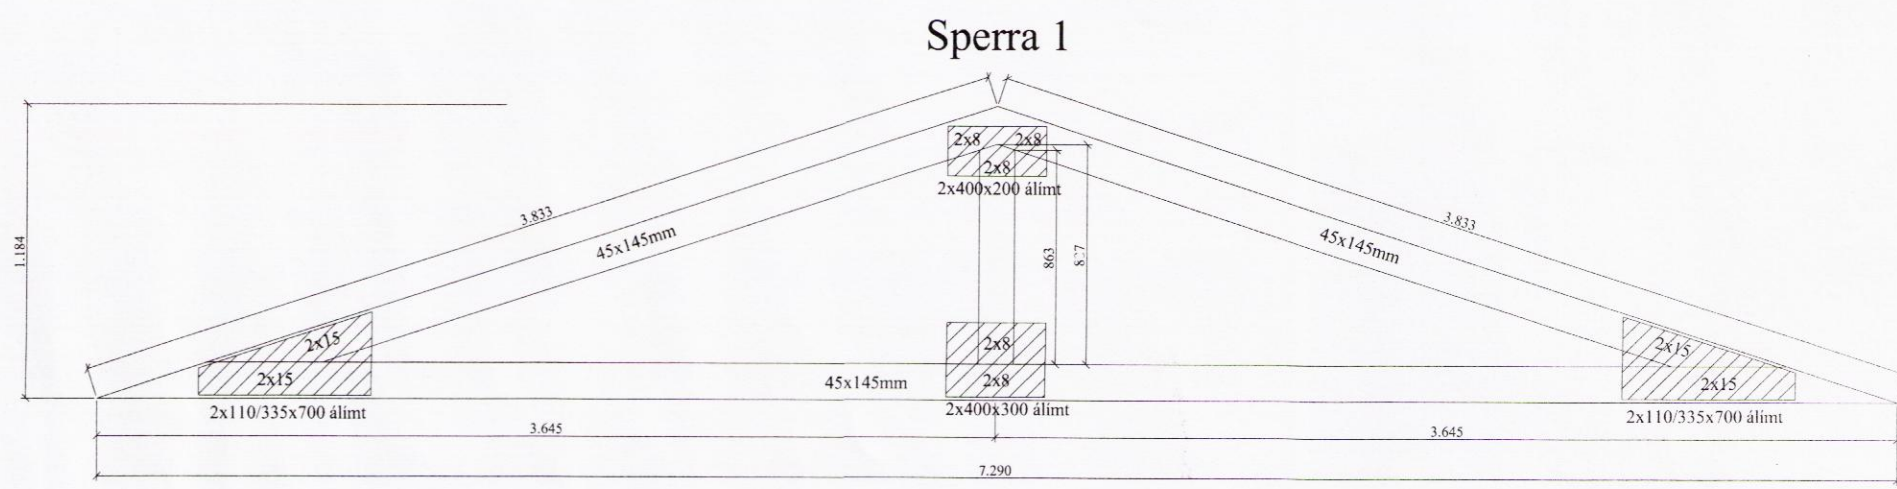 Sperra 1
2x8 2x8
2x8
2x400x200 álímt
3.833
3.833
45x145mm
45x145mm
1.184
863
2x15
2x15
2x110/335x700 álímt
2x8
2x8
2x400x300 álímt
45x145mm
2x15
2x15
2x110/335x700 álímt
3.645
3.645
7.290